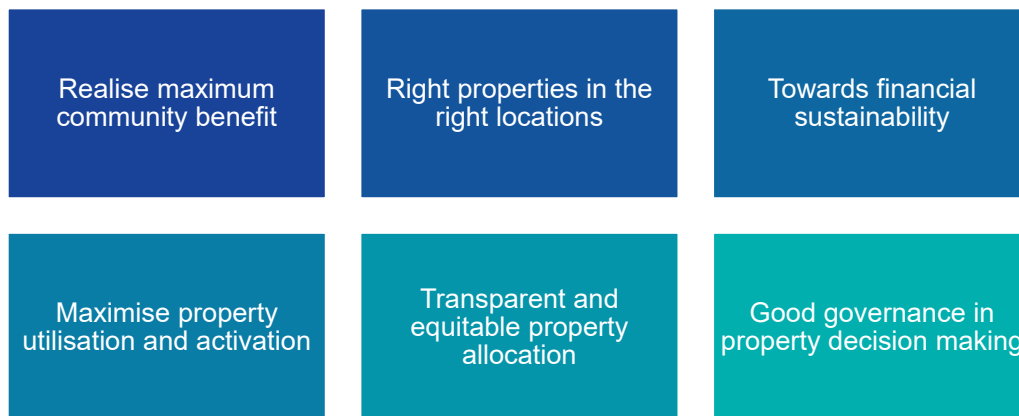 Realise maximum
community benefit
Right properties in the
right locations
Towards financial
sustainability
Maximise property
utilisation and activation
Transparent and
equitable property
allocation
Good governance in
property decision making